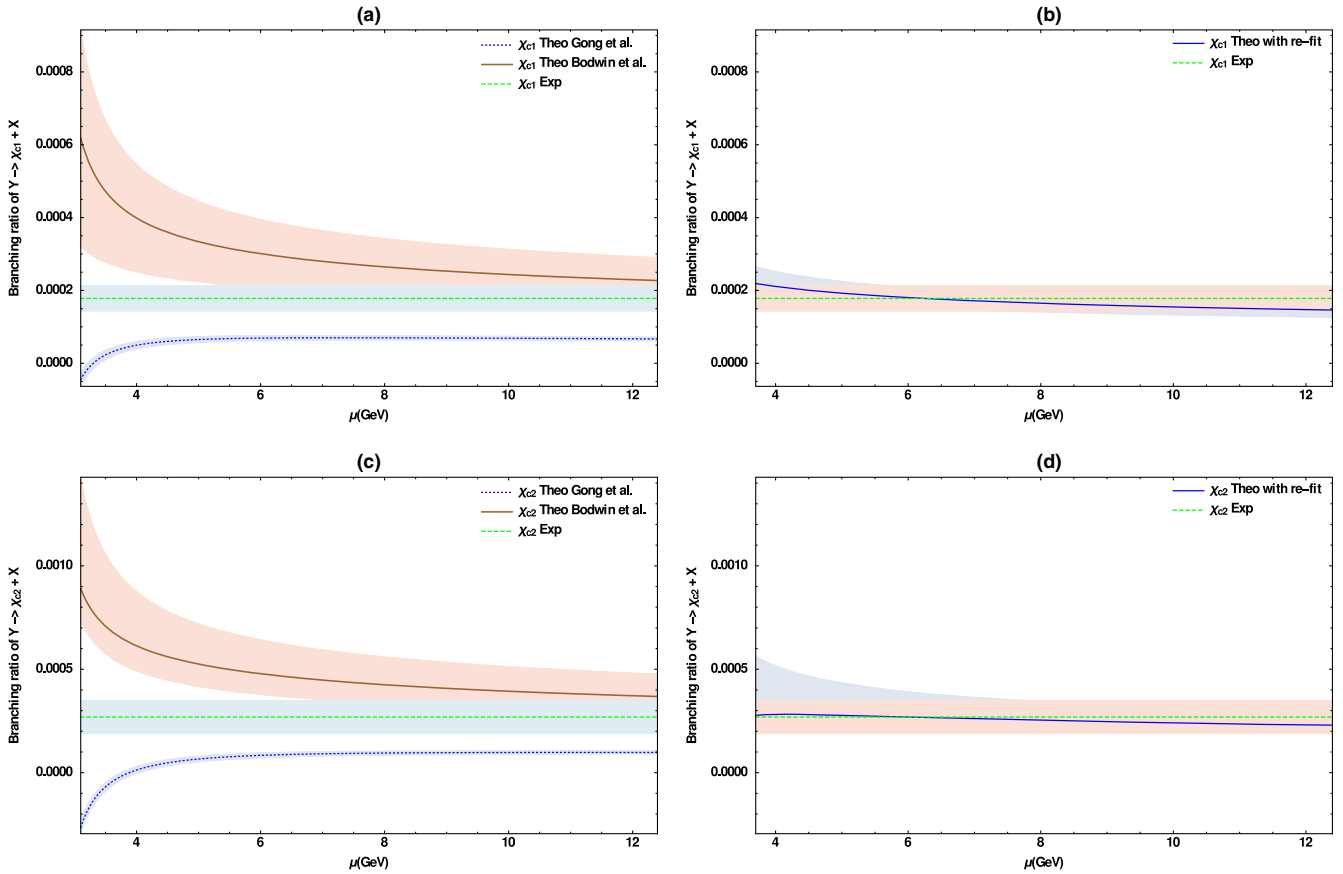 (a)
χc1 Theo Gong et al.
χc1 Theo Bodwin et al.
χc1 Exp
Branching ratio of Υ −> χc1 + X
0.0008
0.0006
0.0004
0.0002
0.0000
4 6 8 10 12
μ(GeV)
(b)
χc1 Theo with re−fit
χc1 Exp
Branching ratio of Υ −> χc1 + X
0.0008
0.0006
0.0004
0.0002
0.0000
4 6 8 10 12
μ(GeV)
(c)
χc2 Theo Gong et al.
χc2 Theo Bodwin et al.
χc2 Exp
Branching ratio of Υ −> χc2 + X
0.0010
0.0005
0.0000
4 6 8 10 12
μ(GeV)
(d)
χc2 Theo with re−fit
χc2 Exp
Branching ratio of Υ −> χc2 + X
0.0010
0.0005
0.0000
4 6 8 10 12
μ(GeV)